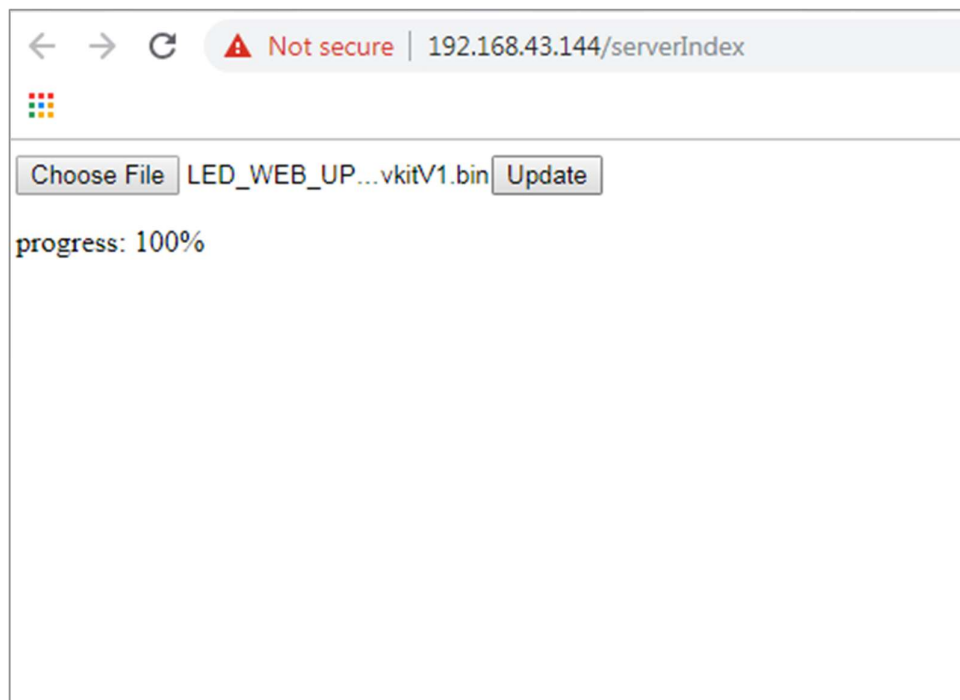 Not secure | 192.168.43.144/serverIndex
Choose File LED_WEB_UP...vkitV1.bin Update
progress: 100%